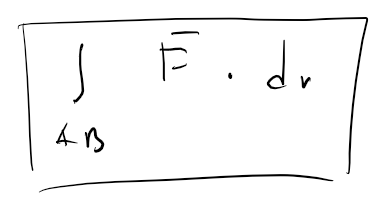 ∫ F̅ . dr
AB